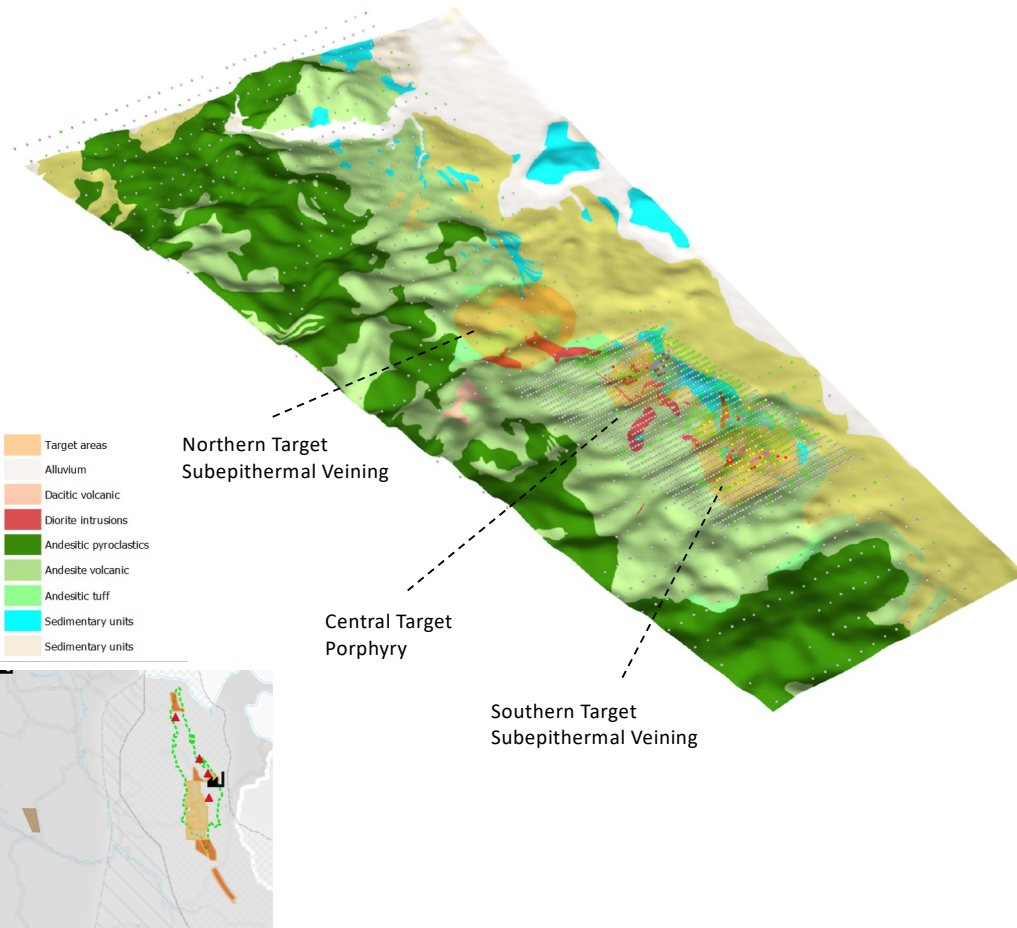 Northern Target
Subepithermal Veining
Target areas
Alluvium
Dacitic volcanic
Diorite intrusions
Andesitic pyroclastics
Andesite volcanic
Andesitic tuff
Sedimentary units
Sedimentary units
Central Target
Porphyry
Southern Target
Subepithermal Veining